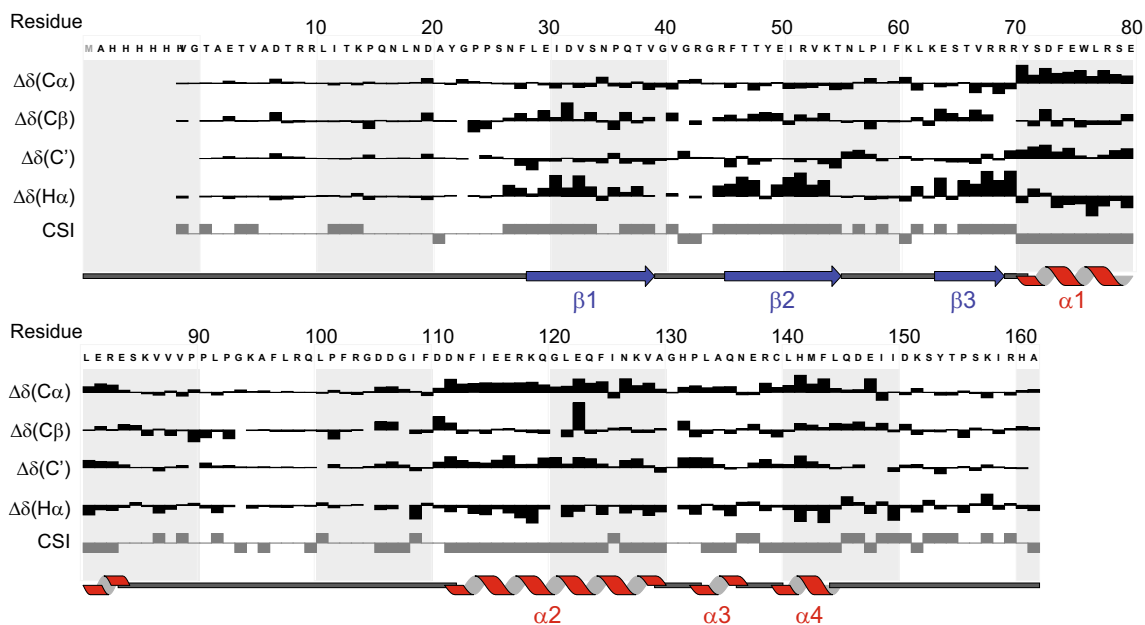 Residue 10 20 30 40 50 60 70 80
M A H H H H H H V G T A E T V A D T R R L I T K P Q N L N D A Y G P P S N F L E I D V S N P Q T V G V G R G R F T T Y E I R V K T N L P I F K L K E S T V R R R Y S D F E W L R S E
Δδ(Cα)
Δδ(Cβ)
Δδ(C’)
Δδ(Hα)
CSI
β1 β2 β3 α1
Residue 90 100 110 120 130 140 150 160
L E R E S K V V V P P L P G K A F L R Q L P F R G D D G I F D D N F I E E R K Q G L E Q F I N K V A G H P L A Q N E R C L H M F L Q D E I I D K S Y T P S K I R H A
Δδ(Cα)
Δδ(Cβ)
Δδ(C’)
Δδ(Hα)
CSI
α2 α3 α4